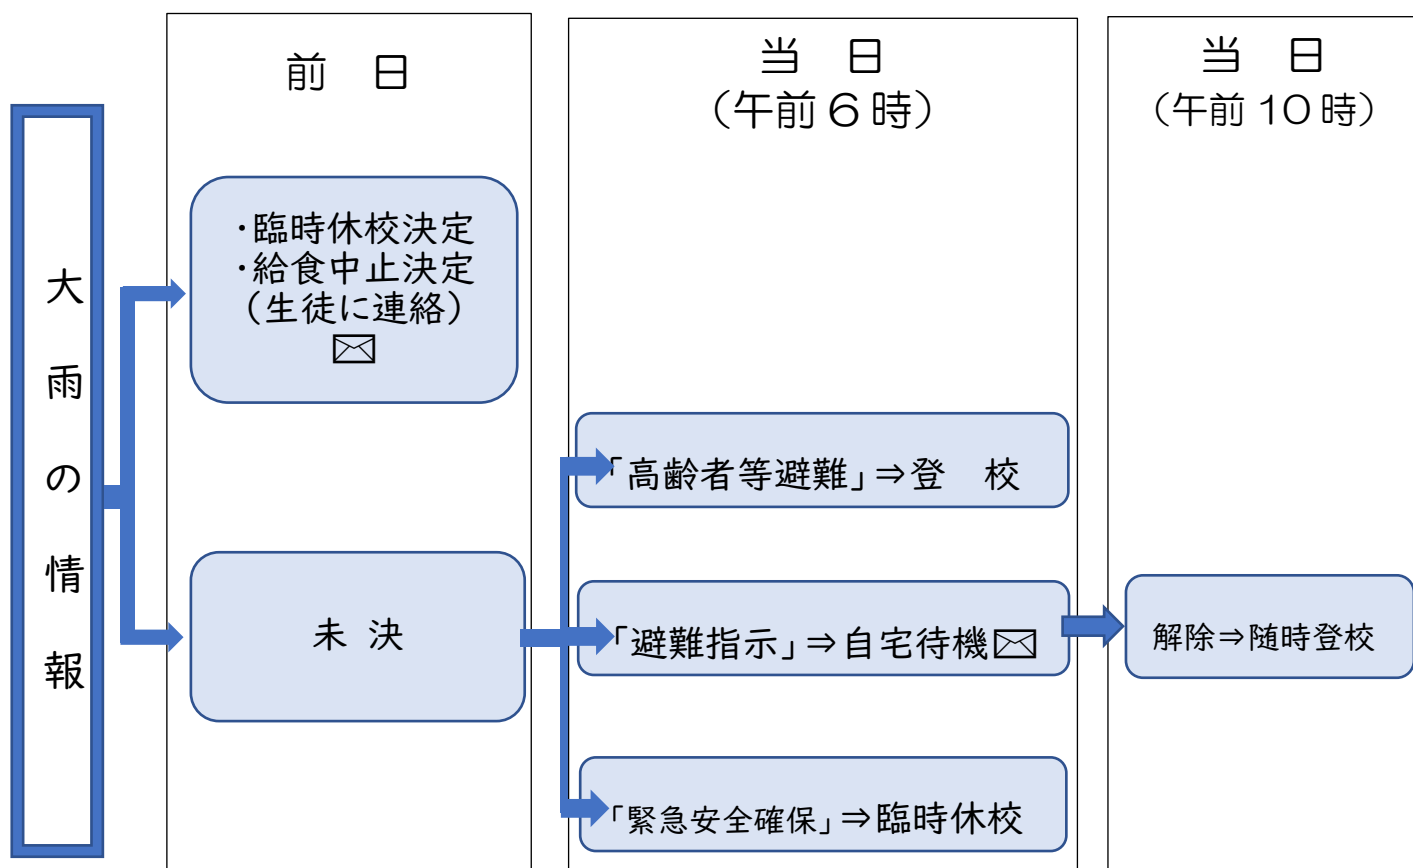 大雨の情報
前　日
・臨時休校決定
・給食中止決定
（生徒に連絡）
✉
未 決
当　日
（午前６時）
「高齢者等避難」⇒登　校
「避難指示」⇒自宅待機✉
「緊急安全確保」⇒臨時休校
当　日
（午前 10 時）
解除⇒随時登校